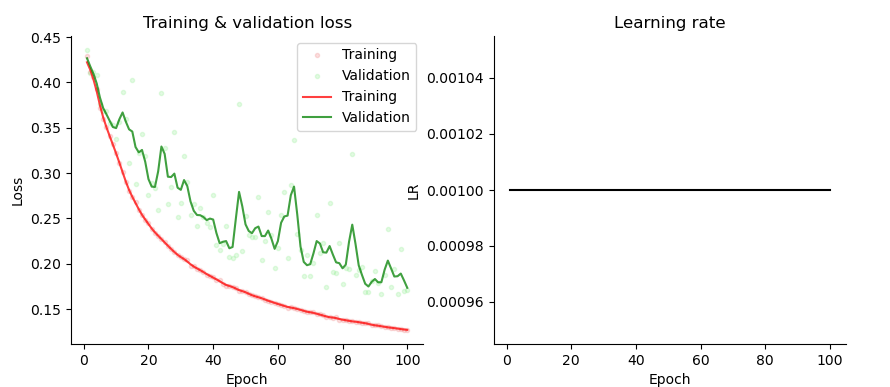 Training & validation loss
0.45
0.40
0.35
0.30
0.25
0.20
0.15
Loss
0
20
40
60
80
100
Epoch
Training
Validation
Training
Validation
Learning rate
0.00104
0.00102
0.00100
0.00098
0.00096
LR
0
20
40
60
80
100
Epoch